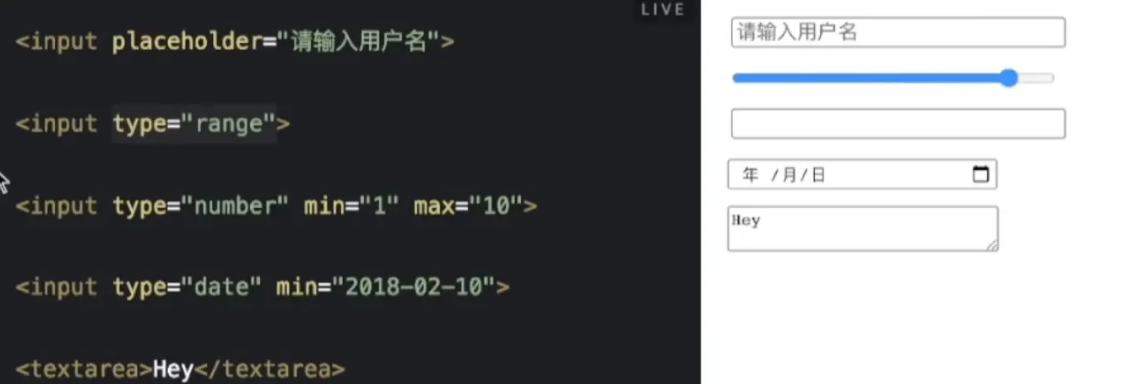 LIVE
<input placeholder="请输入用户名">
<input type="range">
<input type="number" min="1" max="10">
<input type="date" min="2018-02-10">
<textarea>Hey</textarea>
请输入用户名
年 /月/日
Hey